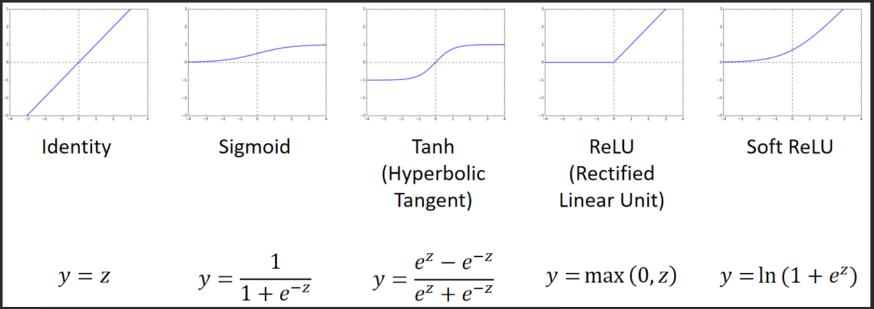 Identity
Sigmoid
Tanh
(Hyperbolic
Tangent)
ReLU
(Rectified
Linear Unit)
Soft ReLU
y = z
y = 1 / (1 + e^{-z})
y = (e^z − e^{-z}) / (e^z + e^{-z})
y = max (0, z)
y = ln (1 + e^z)